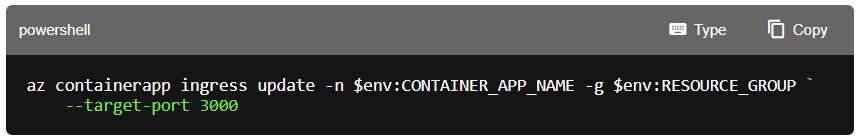 powershell
Type
Copy
az containerapp ingress update -n $env:CONTAINER_APP_NAME -g $env:RESOURCE_GROUP `
--target-port 3000